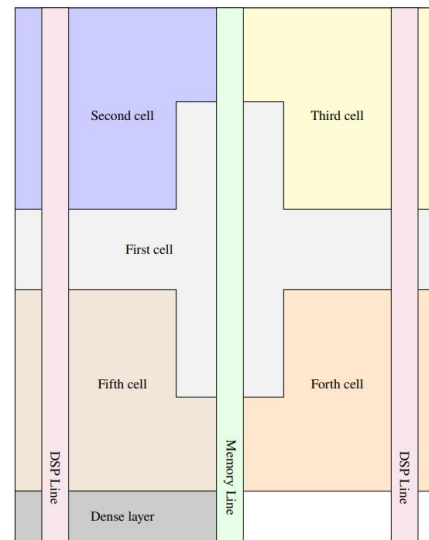 Second cell
Third cell
First cell
Fifth cell
Forth cell
DSP Line
Memory Line
DSP Line
Dense layer